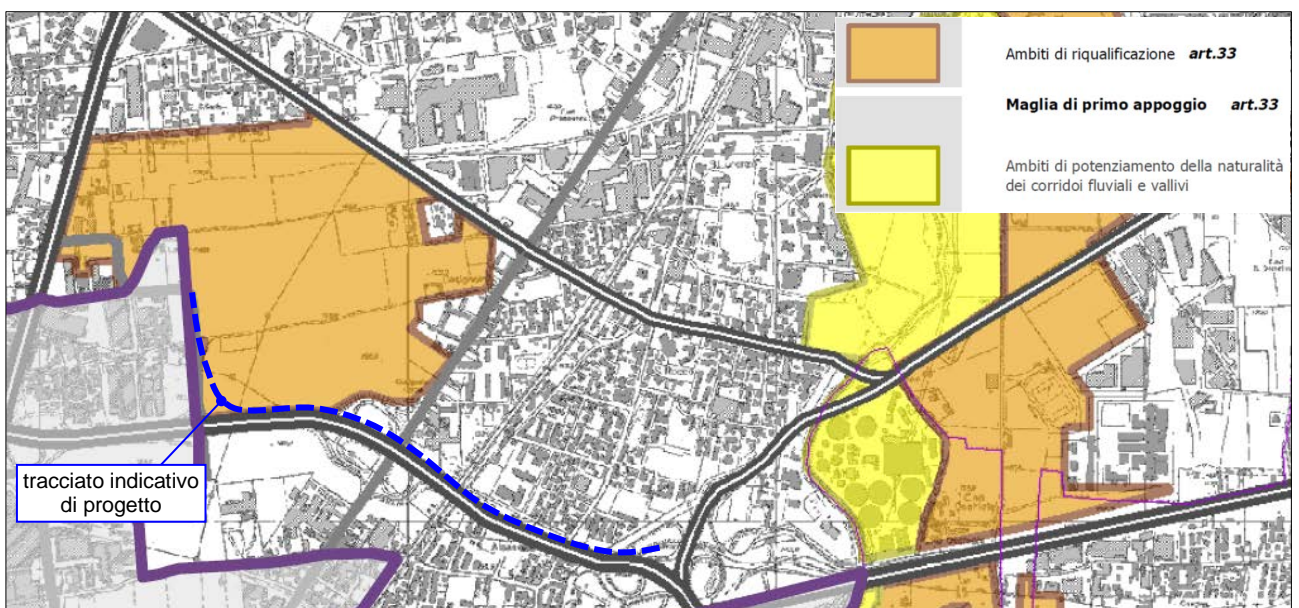 Ambiti di riqualificazione art.33
Maglia di primo appoggio art.33
Ambiti di potenziamento della naturalità
dei corridoi fluviali e vallivi
tracciato indicativo
di progetto